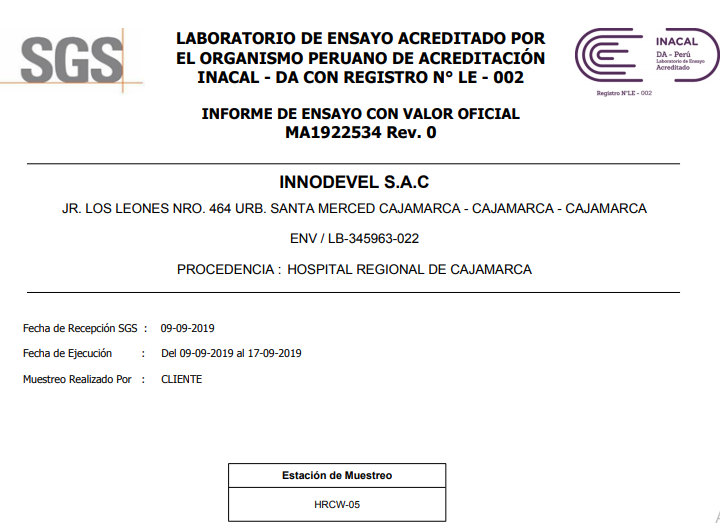 SGS
LABORATORIO DE ENSAYO ACREDITADO POR
EL ORGANISMO PERUANO DE ACREDITACIÓN
INACAL - DA CON REGISTRO N° LE - 002
INACAL
DA - Perú
Laboratorio de Ensayo
Acreditado
Registro N°LE - 002
INFORME DE ENSAYO CON VALOR OFICIAL
MA1922534 Rev. 0
INNODEVEL S.A.C
JR. LOS LEONES NRO. 464 URB. SANTA MERCED CAJAMARCA - CAJAMARCA - CAJAMARCA
ENV / LB-345963-022
PROCEDENCIA : HOSPITAL REGIONAL DE CAJAMARCA
Fecha de Recepción SGS : 09-09-2019
Fecha de Ejecución : Del 09-09-2019 al 17-09-2019
Muestreo Realizado Por : CLIENTE
Estación de Muestreo
HRCW-05